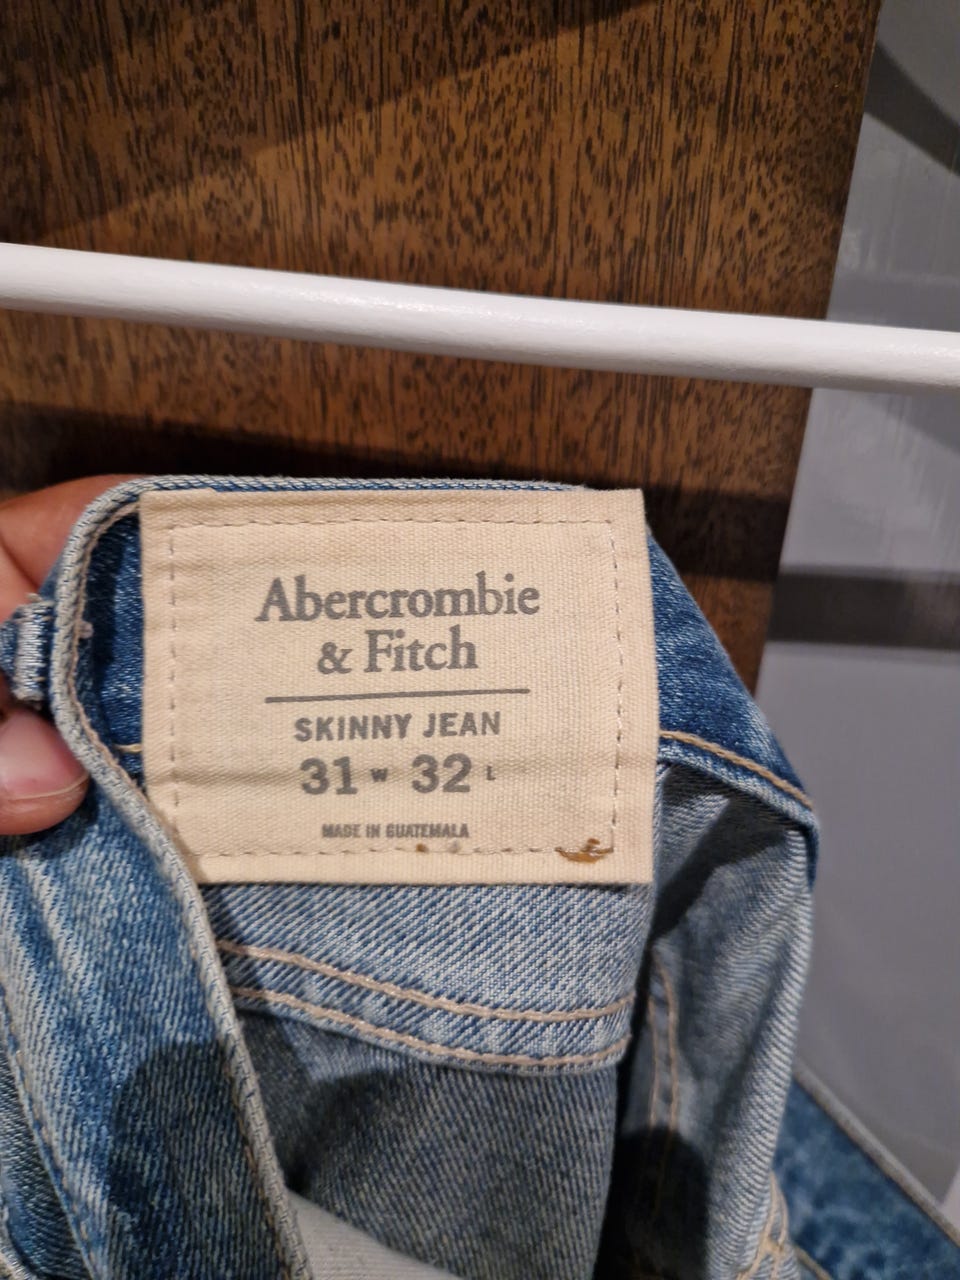 Abercrombie
& Fitch
SKINNY JEAN
31 W - 32 L
MADE IN GUATEMALA